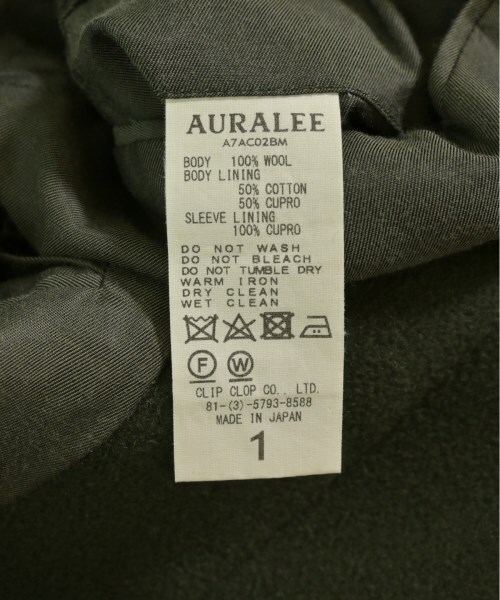 AURALEE
A7AC02BM
BODY 100% WOOL
BODY LINING
50% COTTON
50% CUPRO
SLEEVE LINING
100% CUPRO
DO NOT WASH
DO NOT BLEACH
DO NOT TUMBLE DRY
WARM IRON
DRY CLEAN
WET CLEAN
F W
CLIP CLOP CO., LTD.
81-(3)-5793-8588
MADE IN JAPAN
1